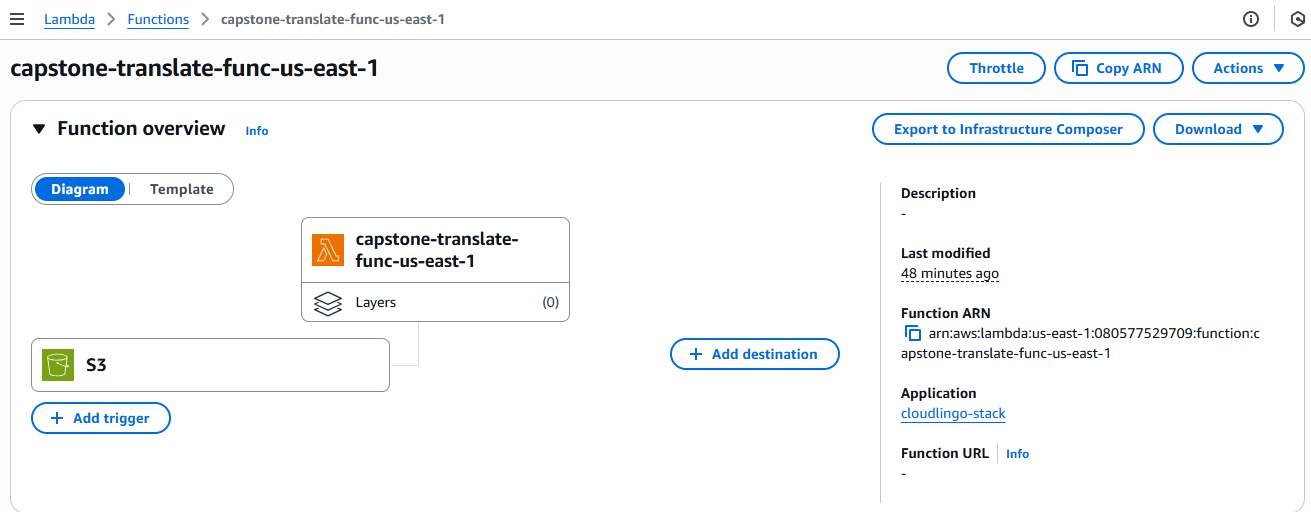 Lambda > Functions > capstone-translate-func-us-east-1
capstone-translate-func-us-east-1
Throttle
Copy ARN
Actions
Function overview
Info
Export to Infrastructure Composer
Download
Diagram
Template
capstone-translate-
func-us-east-1
Layers
(0)
S3
+ Add trigger
+ Add destination
Description
-
Last modified
48 minutes ago
Function ARN
arn:aws:lambda:us-east-1:080577529709:function:c
apstone-translate-func-us-east-1
Application
cloudlingo-stack
Function URL
Info
-